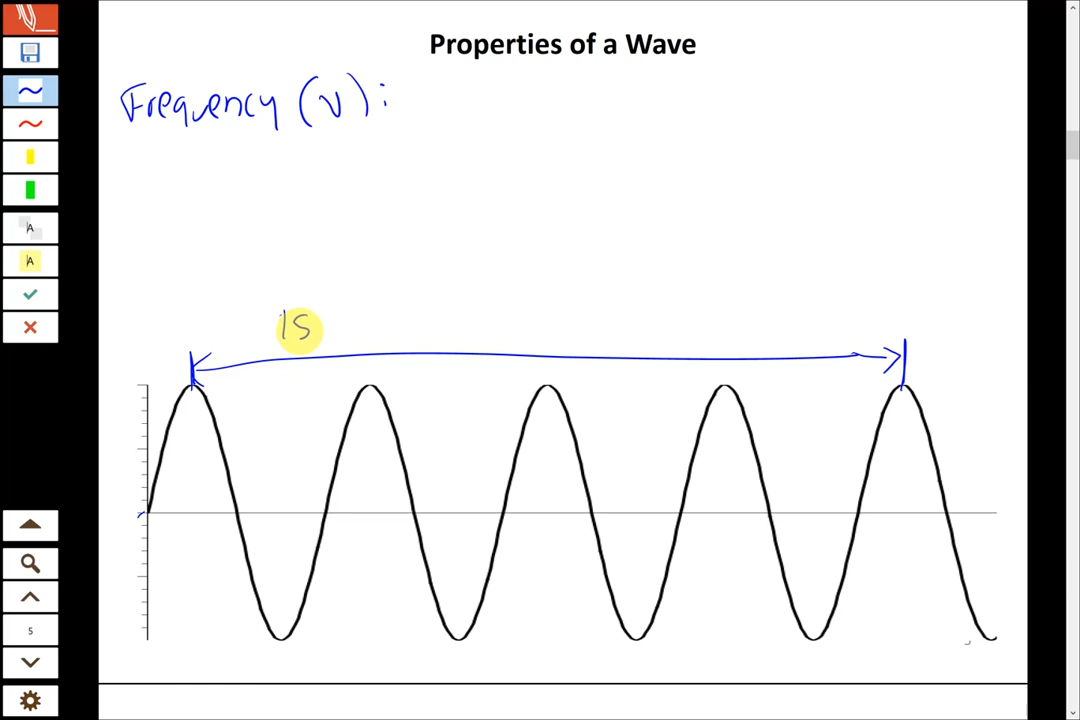 Properties of a Wave
Frequency (ν):
1s
A
A
5